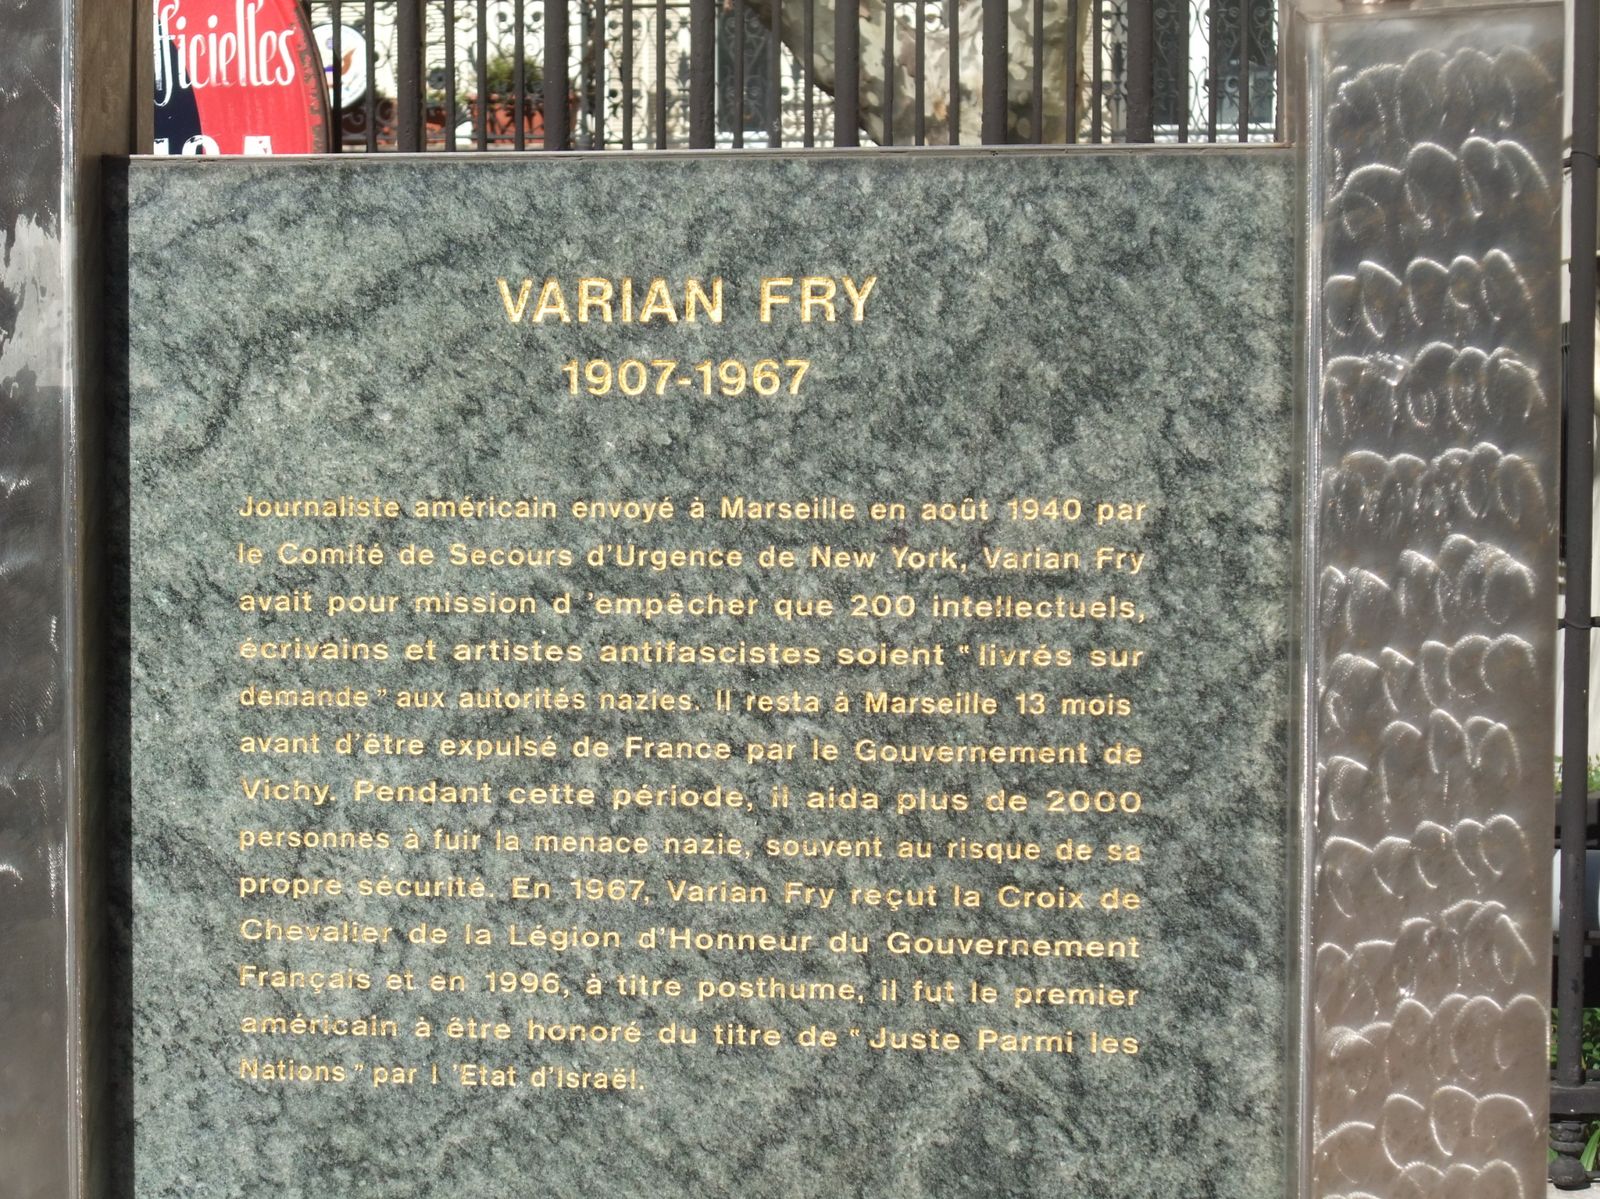 ficielles
VARIAN FRY
1907-1967
Journaliste américain envoyé à Marseille en août 1940 par
le Comité de Secours d'Urgence de New York, Varian Fry
avait pour mission d 'empêcher que 200 intellectuels,
écrivains et artistes antifascistes soient " livrés sur
demande " aux autorités nazies. Il resta à Marseille 13 mois
avant d'être expulsé de France par le Gouvernement de
Vichy. Pendant cette période, il aida plus de 2000
personnes à fuir la menace nazie, souvent au risque de sa
propre sécurité. En 1967, Varian Fry reçut la Croix de
Chevalier de la Légion d'Honneur du Gouvernement
Français et en 1996, à titre posthume, il fut le premier
américain à être honoré du titre de " Juste Parmi les
Nations " par l 'Etat d'Israël.